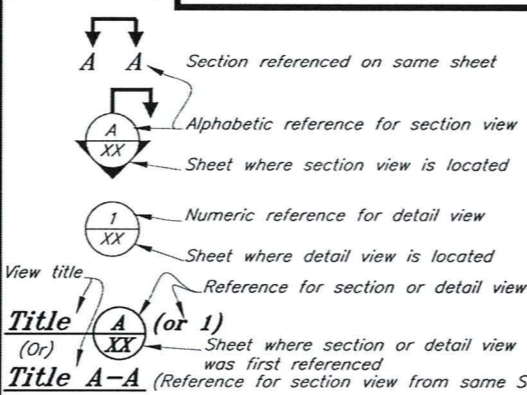 A A Section referenced on same sheet
A Alphabetic reference for section view
XX Sheet where section view is located
1 Numeric reference for detail view
XX Sheet where detail view is located
View title
Reference for section or detail view
Title A (or 1)
(Or) XX Sheet where section or detail view
was first referenced
Title A-A (Reference for section view from same S